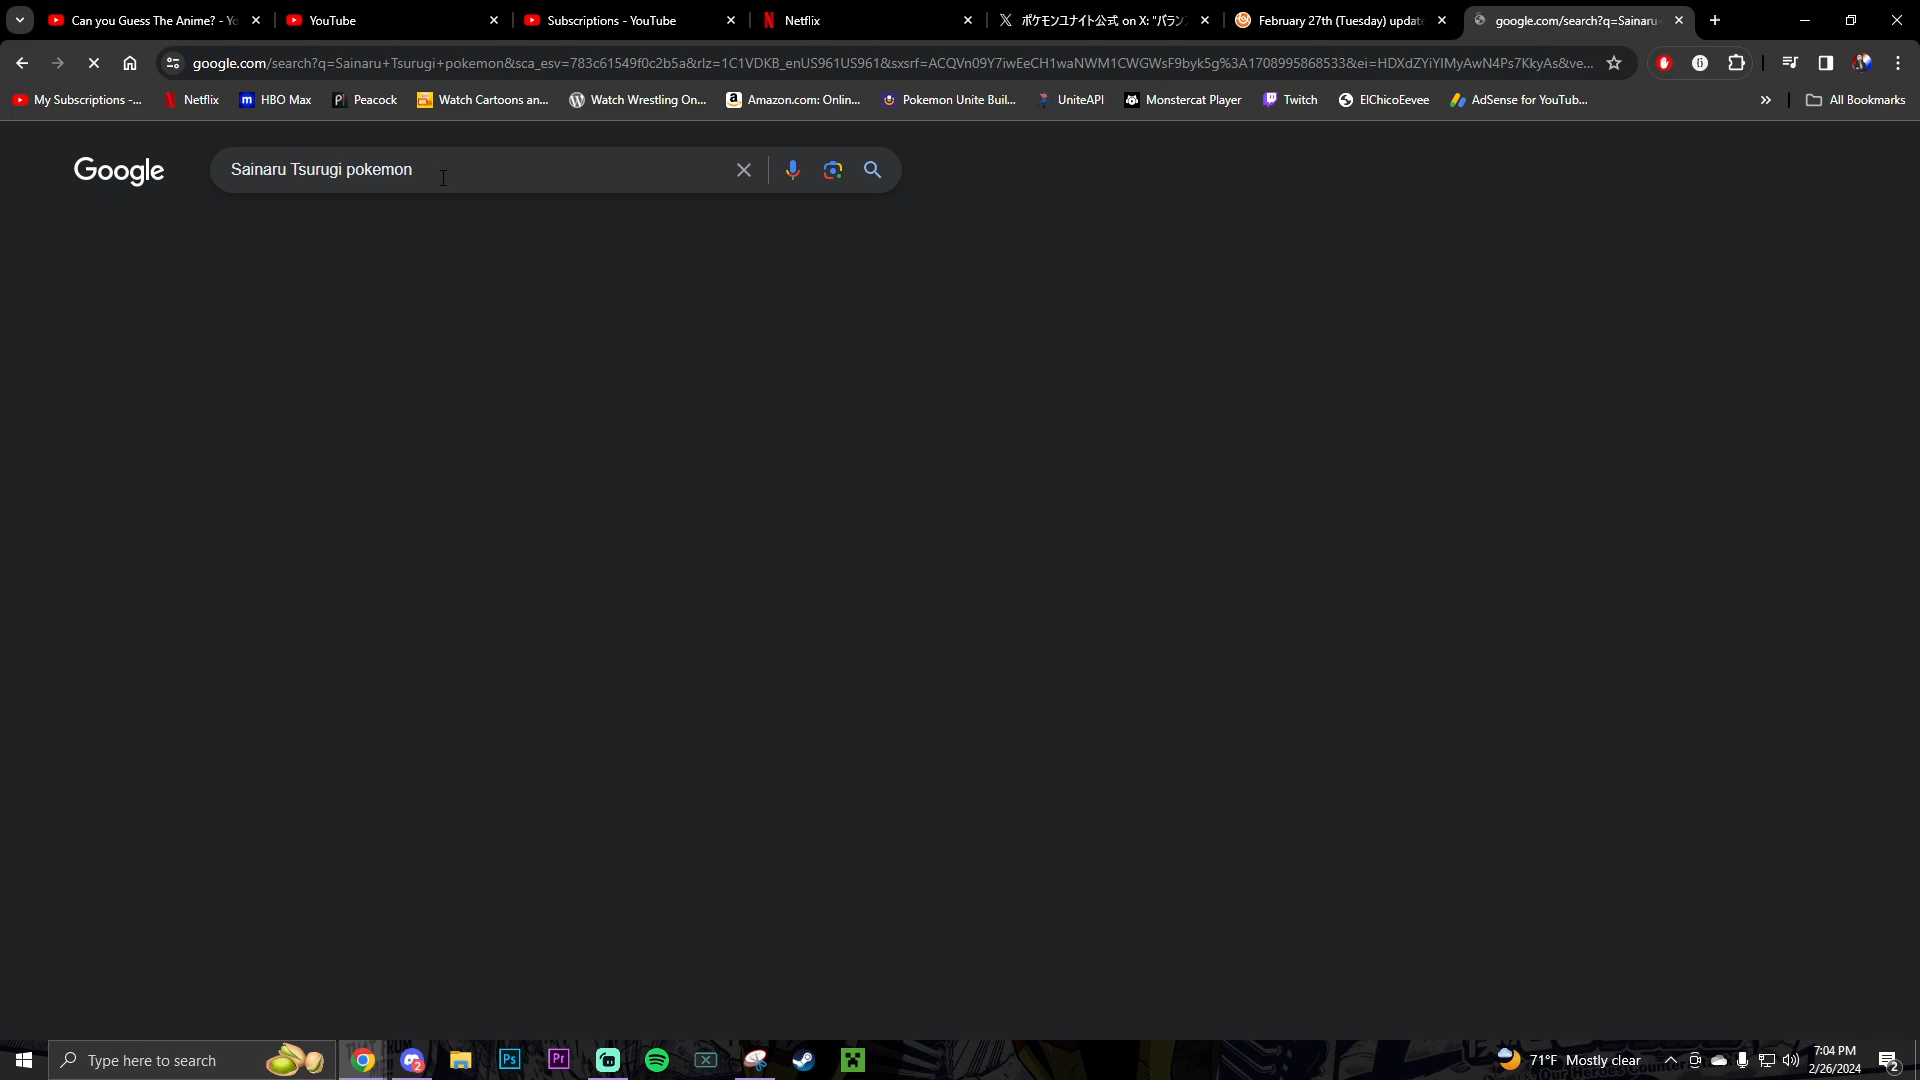 Can you Guess The Anime? - Yo
YouTube
Subscriptions - YouTube
Netflix
ポケモンユナイト公式 on X: "バラン
February 27th (Tuesday) update
google.com/search?q=Sainaru
google.com/search?q=Sainaru+Tsurugi+pokemon&sca_esv=783c61549f0c2b5a&rlz=1C1VDKB_enUS961US961&sxsrf=ACQVn09Y7iwEeCH1waNWM1CWGWsF9byk5g%3A1708995868533&ei=HDXdZYiYIMyAwN4Ps7KkyAs&ve...
My Subscriptions -...
Netflix
HBO Max
Peacock
Watch Cartoons an...
Watch Wrestling On...
Amazon.com: Onlin...
Pokemon Unite Buil...
UniteAPI
Monstercat Player
Twitch
ElChicoEevee
AdSense for YouTub...
All Bookmarks
Google
Sainaru Tsurugi pokemon
Type here to search
71°F Mostly clear
7:04 PM
2/26/2024
2